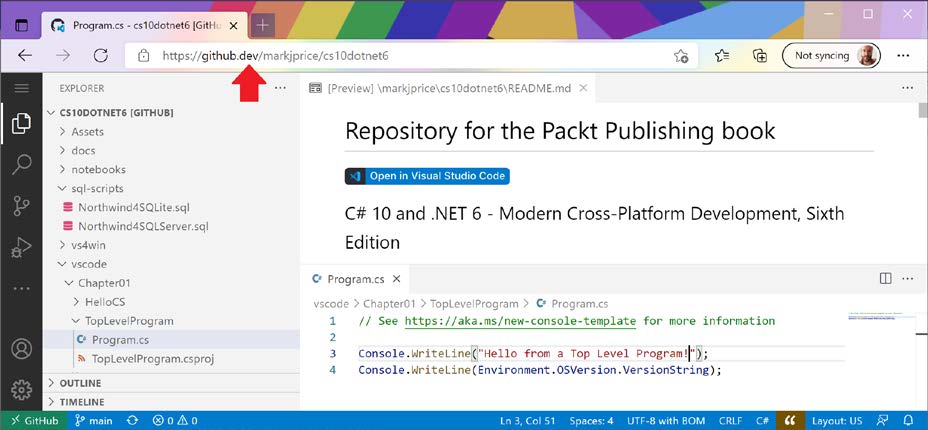 Program.cs - cs10dotnet6 [GitHub]
https://github.dev/markjprice/cs10dotnet6
Not syncing
EXPLORER
CS10DOTNET6 [GITHUB]
Assets
docs
notebooks
sql-scripts
Northwind4SQLite.sql
Northwind4SQLServer.sql
vs4win
vscode
Chapter01
HelloCS
TopLevelProgram
Program.cs
TopLevelProgram.csproj
OUTLINE
TIMELINE
[Preview] \markjprice\cs10dotnet6\README.md
Repository for the Packt Publishing book
Open in Visual Studio Code
C# 10 and .NET 6 - Modern Cross-Platform Development, Sixth
Edition
Program.cs
vscode > Chapter01 > TopLevelProgram > Program.cs
1 // See https://aka.ms/new-console-template for more information
2
3 Console.WriteLine("Hello from a Top Level Program!");
4 Console.WriteLine(Environment.OSVersion.VersionString);
GitHub main 0 0 Ln 3, Col 51 Spaces: 4 UTF-8 with BOM CRLF C# Layout: US